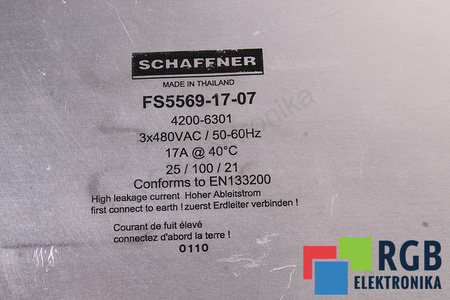 SCHAFFNER
MADE IN THAILAND
FS5569-17-07
4200-6301
3x480VAC / 50-60Hz
17A @ 40°C
25 / 100 / 21
Conforms to EN133200
High leakage current Hoher Ableitstrom
first connect to earth ! zuerst Erdleiter verbinden !
Courant de fuit élevé
connectez d'abord la terre !
0110
RGB
ELEKTRONIKA